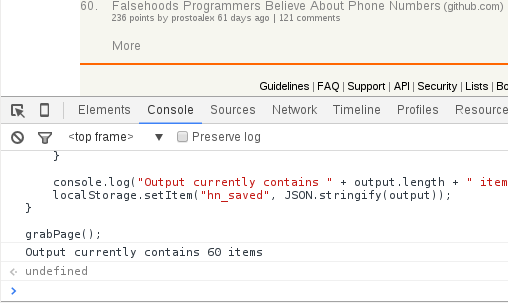 60. Falsehoods Programmers Believe About Phone Numbers (github.com)
236 points by prostoalex 61 days ago | 121 comments
More
Guidelines | FAQ | Support | API | Security | Lists | Bo
Elements Console Sources Network Timeline Profiles Resource
<top frame> ▼ Preserve log
}
console.log("Output currently contains " + output.length + " item
localStorage.setItem("hn_saved", JSON.stringify(output));
}
grabPage();
Output currently contains 60 items
undefined